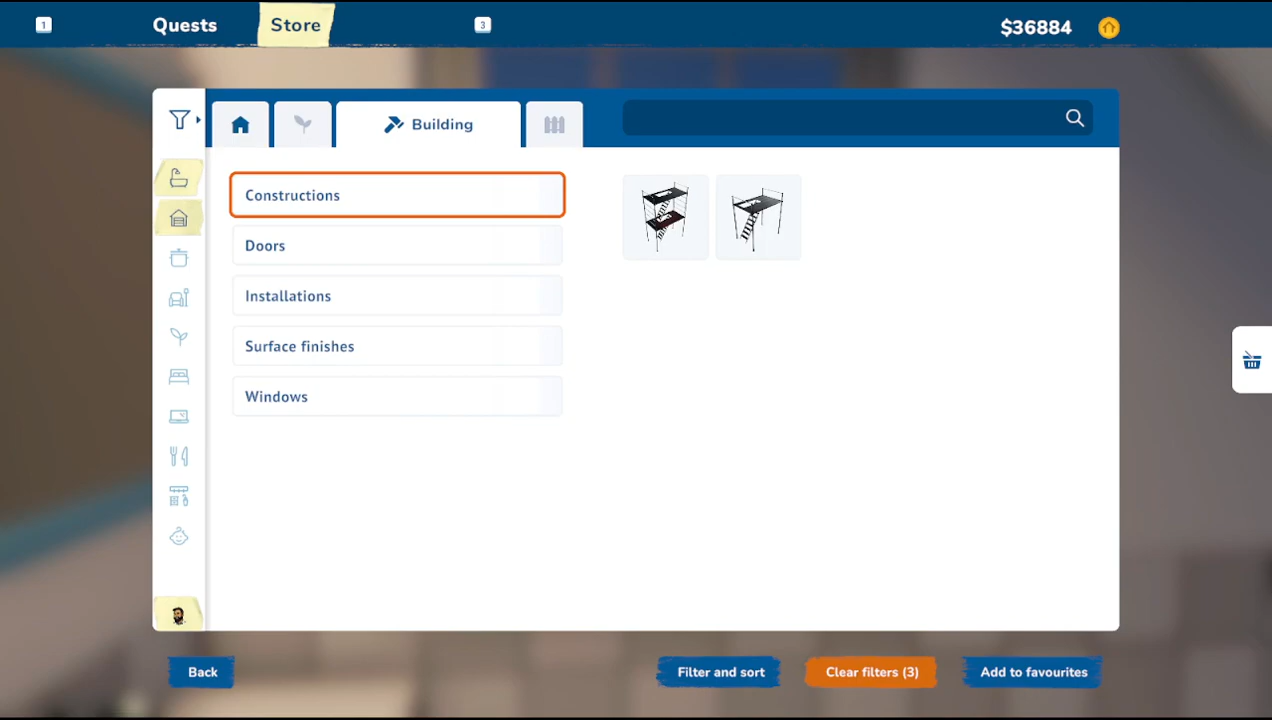 1
Quests
Store
3
$36884
Building
Constructions
Doors
Installations
Surface finishes
Windows
Back
Filter and sort
Clear filters (3)
Add to favourites